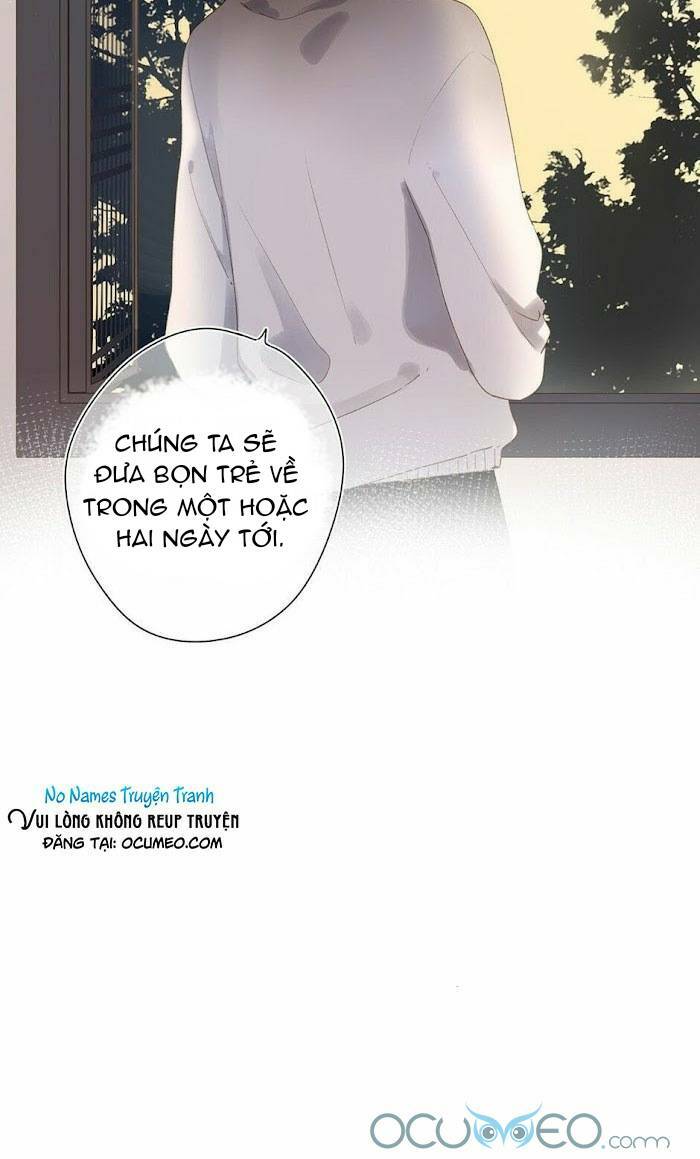 CHÚNG TA SẼ
ĐƯA BỌN TRẺ VỀ
TRONG MỘT HOẶC
HAI NGÀY TỚI.
No Names Truyện Tranh
VUI LÒNG KHÔNG REUP TRUYỆN
ĐĂNG TẠI: OCUMEO.COM
OCUMEO.com